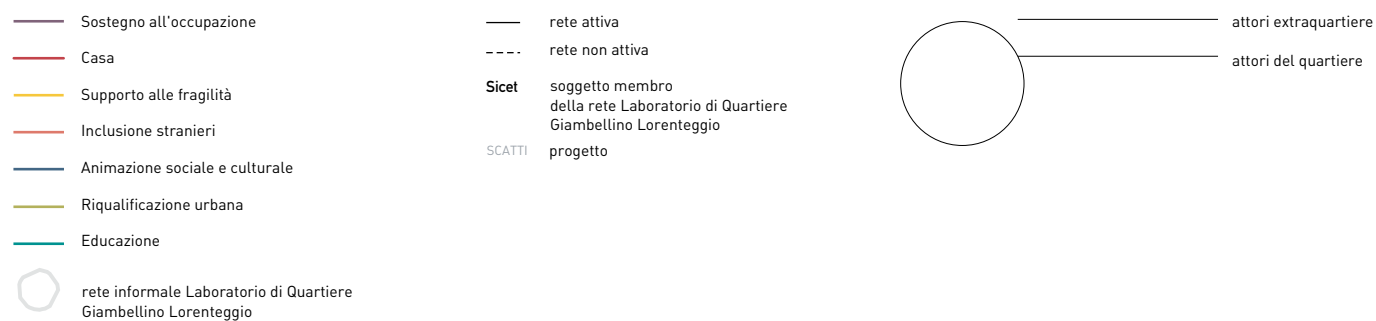 Sostegno all'occupazione
Casa
Supporto alle fragilità
Inclusione stranieri
Animazione sociale e culturale
Riqualificazione urbana
Educazione
rete informale Laboratorio di Quartiere
Giambellino Lorenteggio
rete attiva
rete non attiva
Sicet soggetto membro
della rete Laboratorio di Quartiere
Giambellino Lorenteggio
SCATTI progetto
attori extraquartiere
attori del quartiere